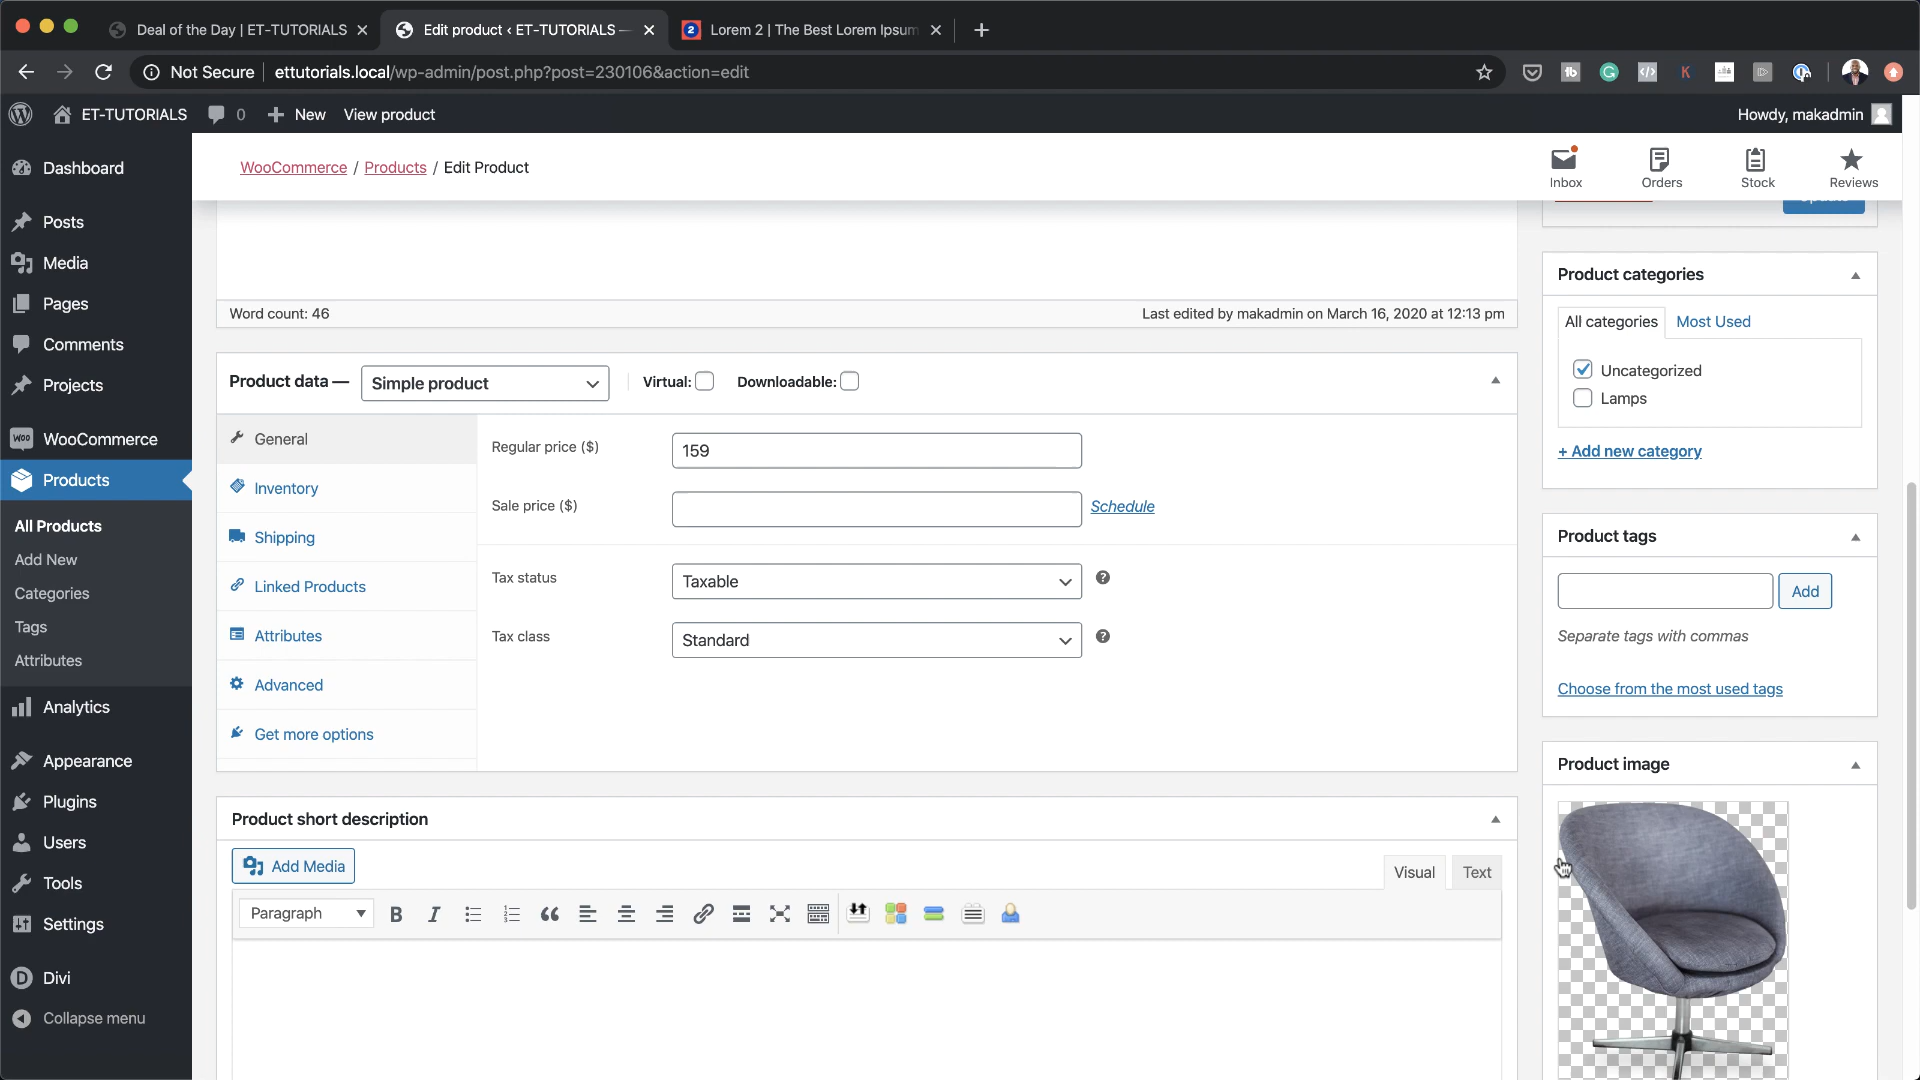 Deal of the Day | ET-TUTORIALS
Edit product ‹ ET-TUTORIALS —
2 Lorem 2 | The Best Lorem Ipsum
Not Secure ettutorials.local/wp-admin/post.php?post=230106&action=edit
ET-TUTORIALS 0 New View product
Howdy, makadmin
Dashboard
Posts
Media
Pages
Comments
Projects
WooCommerce
Products
All Products
Add New
Categories
Tags
Attributes
Analytics
Appearance
Plugins
Users
Tools
Settings
Divi
Collapse menu
WooCommerce / Products / Edit Product
Inbox Orders Stock Reviews
Word count: 46 Last edited by makadmin on March 16, 2020 at 12:13 pm
Product data — Simple product Virtual: Downloadable:
General
Inventory
Shipping
Linked Products
Attributes
Advanced
Get more options
Regular price ($) 159
Sale price ($) Schedule
Tax status Taxable
Tax class Standard
Product short description
Add Media
Visual Text
Paragraph B I
Product categories
All categories Most Used
Uncategorized
Lamps
+ Add new category
Product tags
Add
Separate tags with commas
Choose from the most used tags
Product image